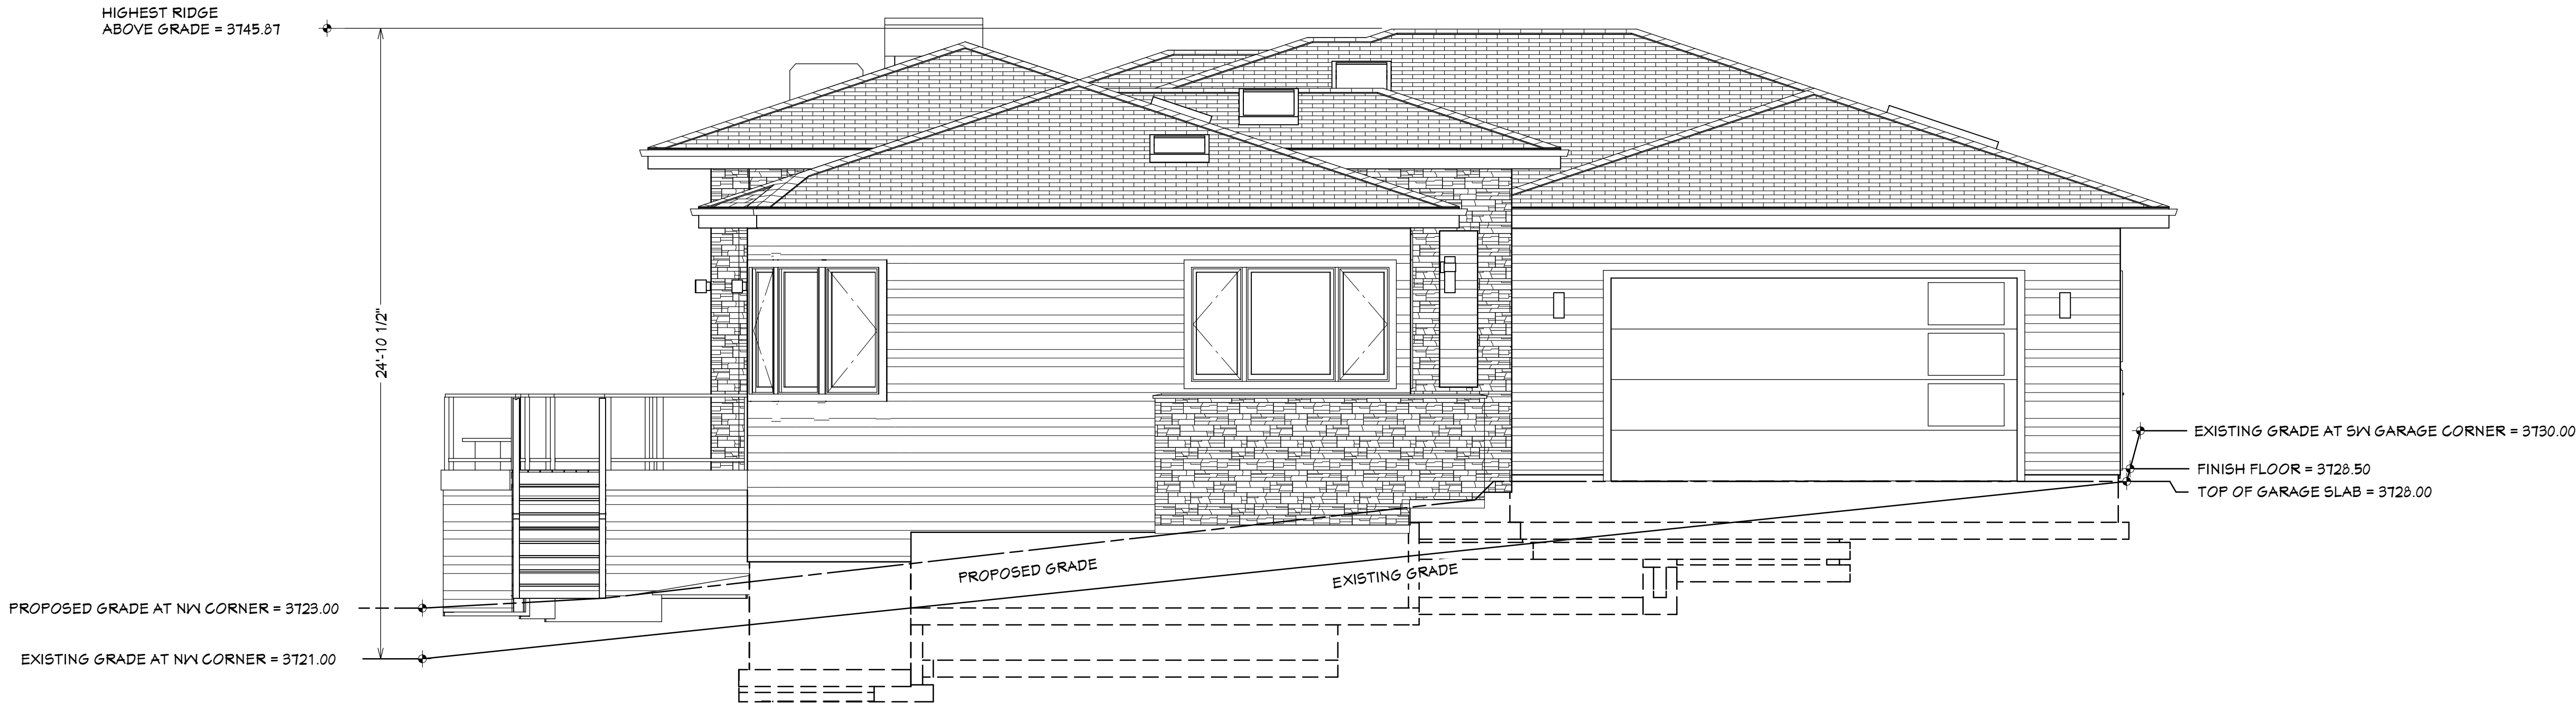 HIGHEST RIDGE
ABOVE GRADE = 3745.87
24'-10 1/2"
EXISTING GRADE AT SW GARAGE CORNER = 3730.00
FINISH FLOOR = 3728.50
TOP OF GARAGE SLAB = 3728.00
PROPOSED GRADE
EXISTING GRADE
PROPOSED GRADE AT NW CORNER = 3723.00
EXISTING GRADE AT NW CORNER = 3721.00